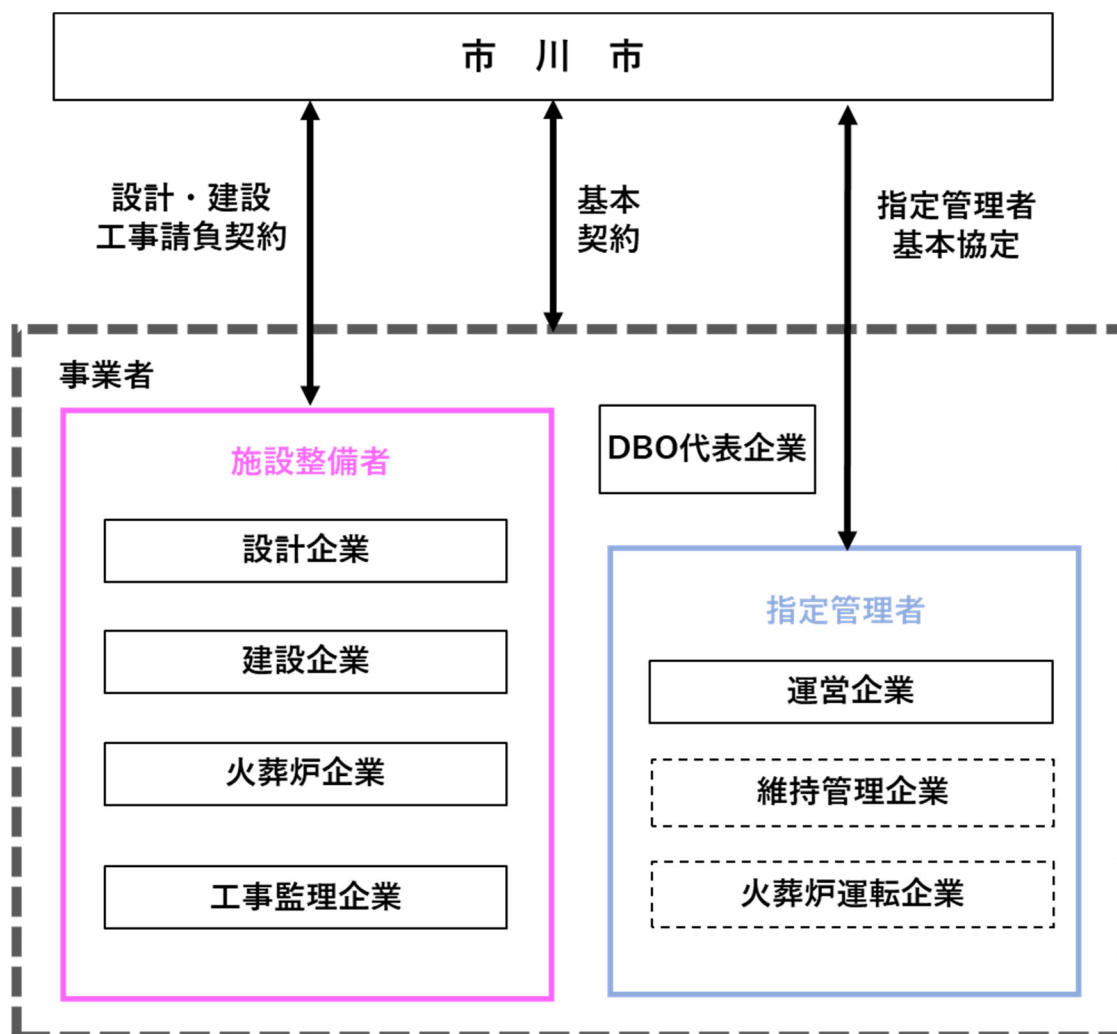 市　川　市
設計・建設
工事請負契約
基本
契約
指定管理者
基本協定
事業者
施設整備者
設計企業
建設企業
火葬炉企業
工事監理企業
DBO代表企業
指定管理者
運営企業
維持管理企業
火葬炉運転企業